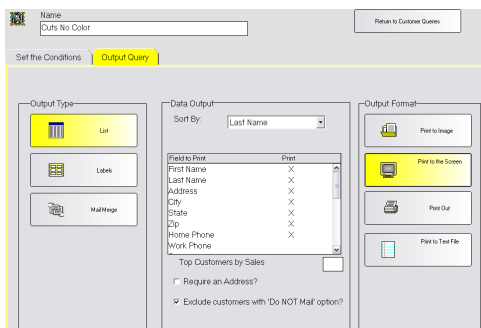 Name
Cuts No Color
Return to Customer Queries
Set the Conditions
Output Query
Output Type
List
Labels
Mail Merge
Data Output
Sort By:
Last Name
Field to Print
Print
First Name X
Last Name X
Address X
City X
State X
Zip X
Home Phone X
Work Phone
Top Customers by Sales
Require an Address?
Exclude customers with 'Do NOT Mail' option?
Output Format
Print to Image
Print to the Screen
Print Out
Print to Text File